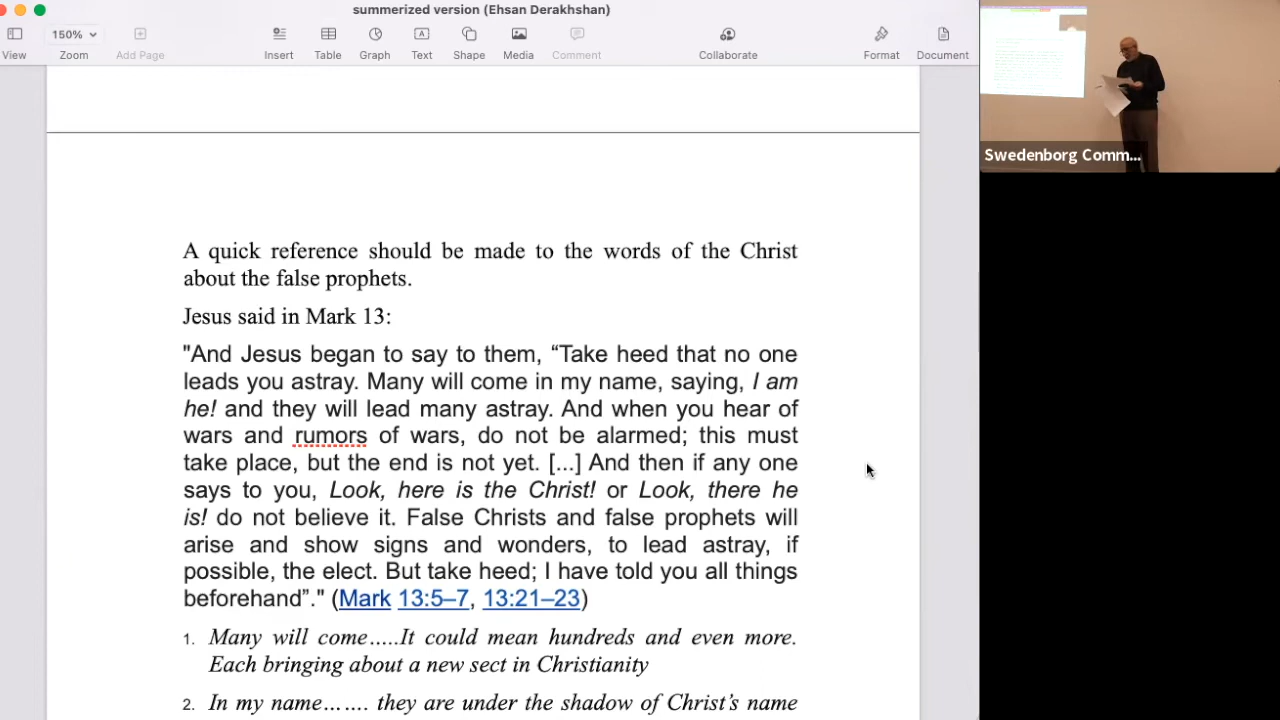 summerized version (Ehsan Derakhshan)
150%
View Zoom Add Page Insert Table Graph Text Shape Media Comment Collaborate Format Document
Swedenborg Comm...
A quick reference should be made to the words of the Christ
about the false prophets.
Jesus said in Mark 13:
"And Jesus began to say to them, “Take heed that no one
leads you astray. Many will come in my name, saying, I am
he! and they will lead many astray. And when you hear of
wars and rumors of wars, do not be alarmed; this must
take place, but the end is not yet. [...] And then if any one
says to you, Look, here is the Christ! or Look, there he
is! do not believe it. False Christs and false prophets will
arise and show signs and wonders, to lead astray, if
possible, the elect. But take heed; I have told you all things
beforehand”." (Mark 13:5–7, 13:21–23)
1. Many will come.....It could mean hundreds and even more.
Each bringing about a new sect in Christianity
2. In my name....... they are under the shadow of Christ’s name